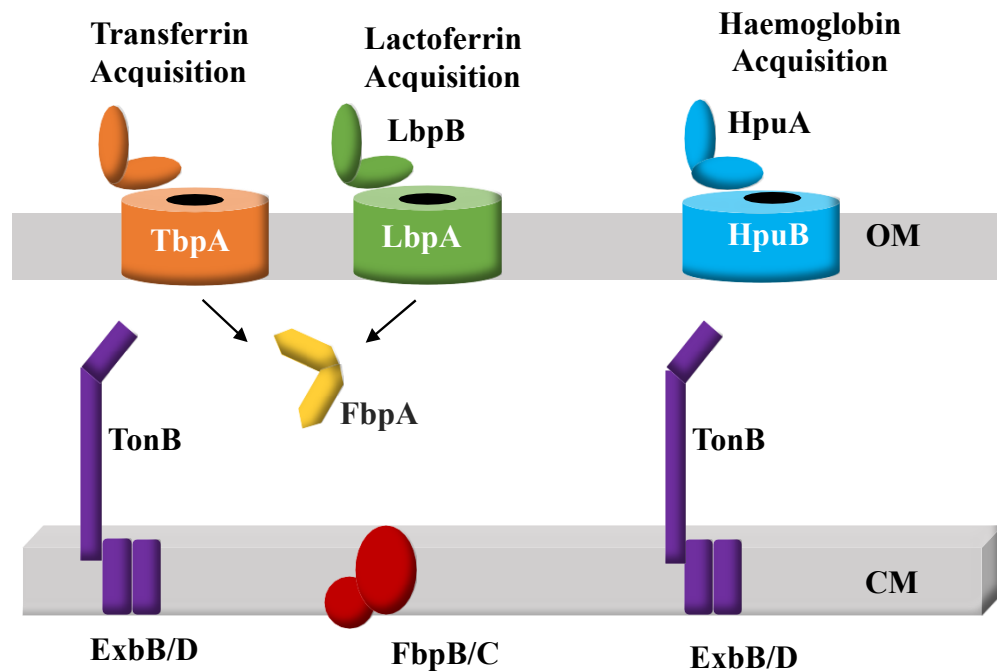 Transferrin
Acquisition
Lactoferrin
Acquisition
Haemoglobin
Acquisition
LbpB
HpuA
TbpA
LbpA
HpuB
OM
FbpA
TonB
TonB
CM
ExbB/D
FbpB/C
ExbB/D